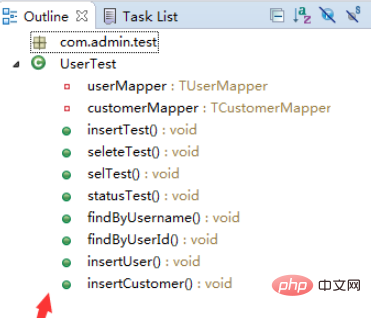 Outline Task List
com.admin.test
UserTest
userMapper : TUserMapper
customerMapper : TCustomerMapper
insertTest() : void
seleteTest() : void
selTest() : void
statusTest() : void
findByUsername() : void
findByUserId() : void
insertUser() : void
insertCustomer() : void
php 中文网